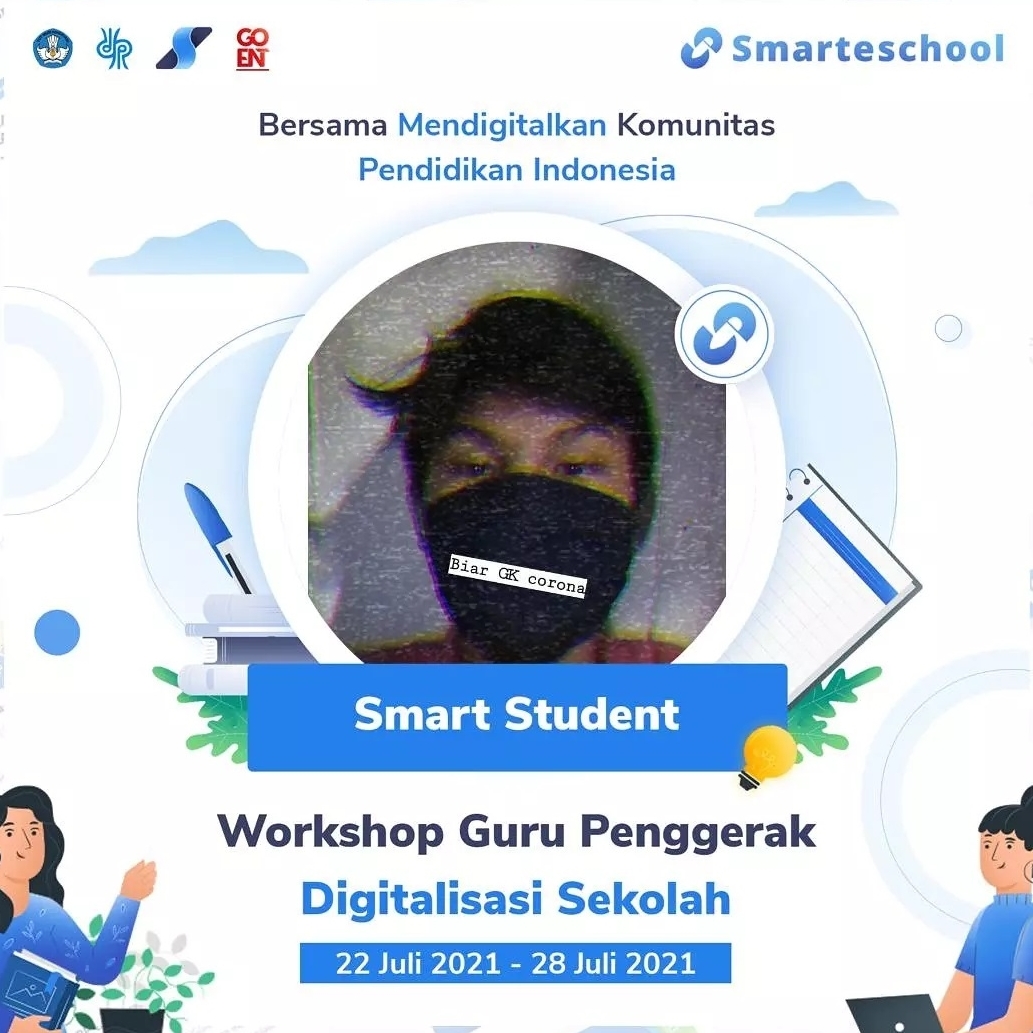 GO
EN
Smarteschool
Bersama Mendigitalkan Komunitas
Pendidikan Indonesia
Biar GK corona
Smart Student
Workshop Guru Penggerak
Digitalisasi Sekolah
22 Juli 2021 - 28 Juli 2021